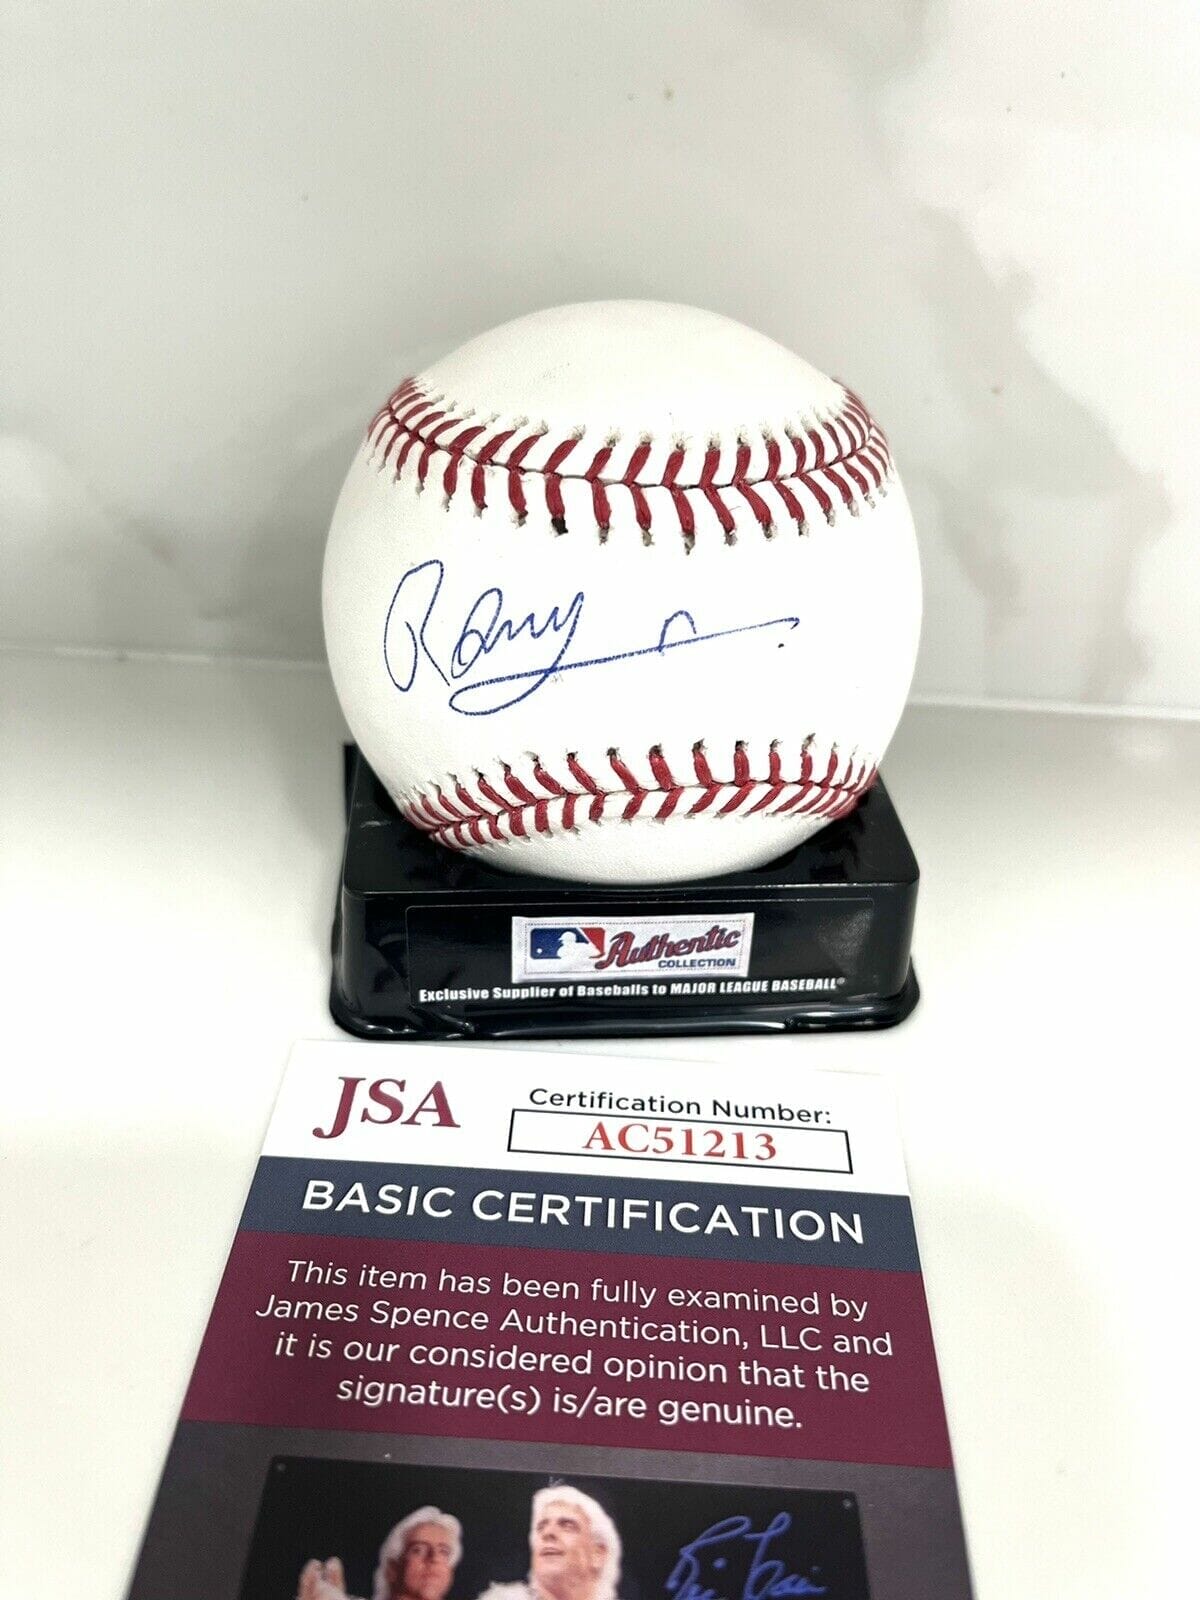 Authentic
COLLECTION
Exclusive Supplier of Baseballs to MAJOR LEAGUE BASEBALL®
JSA
Certification Number:
AC51213
BASIC CERTIFICATION
This item has been fully examined by
James Spence Authentication, LLC and
it is our considered opinion that the
signature(s) is/are genuine.